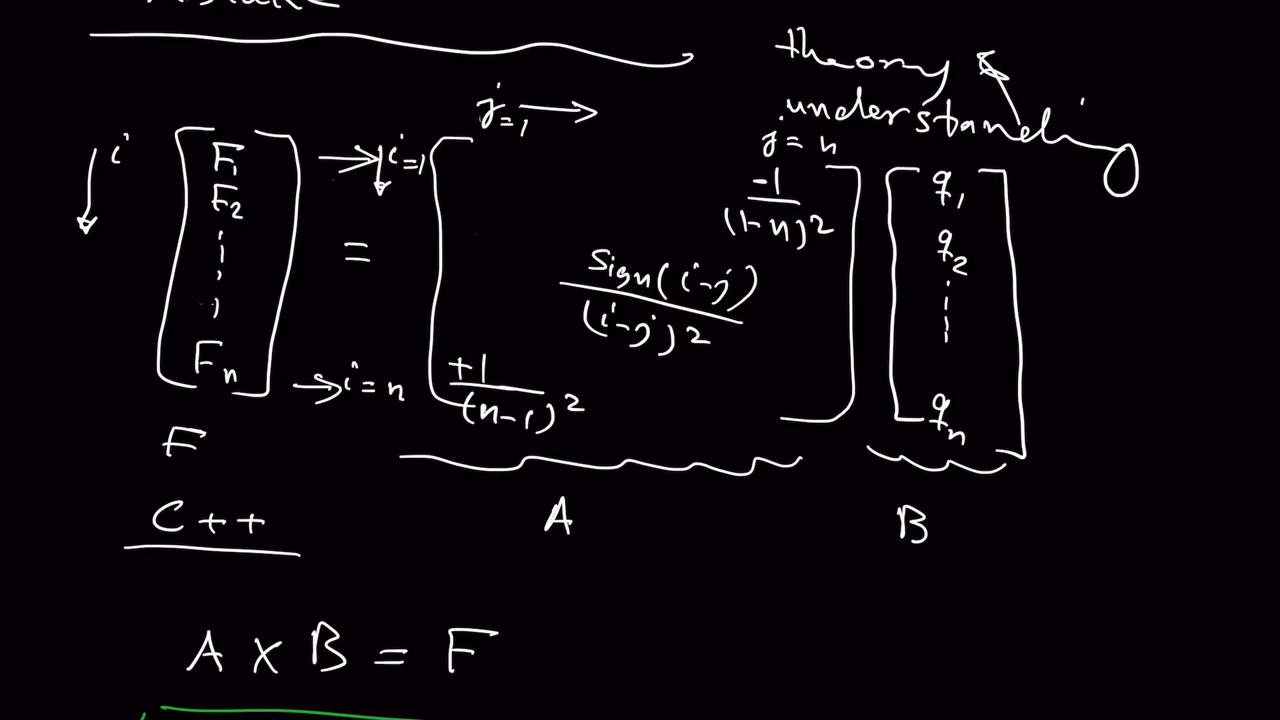 theory &
understanding
j=1 →
j = n
i
F1
→ i=1
-1/(1-n)²
q1
F2
q2
=
Sign(i-j)/(i-j)²
Fn
→ i = n
+1/(n-1)²
qn
F
C++
A
B
A × B = F